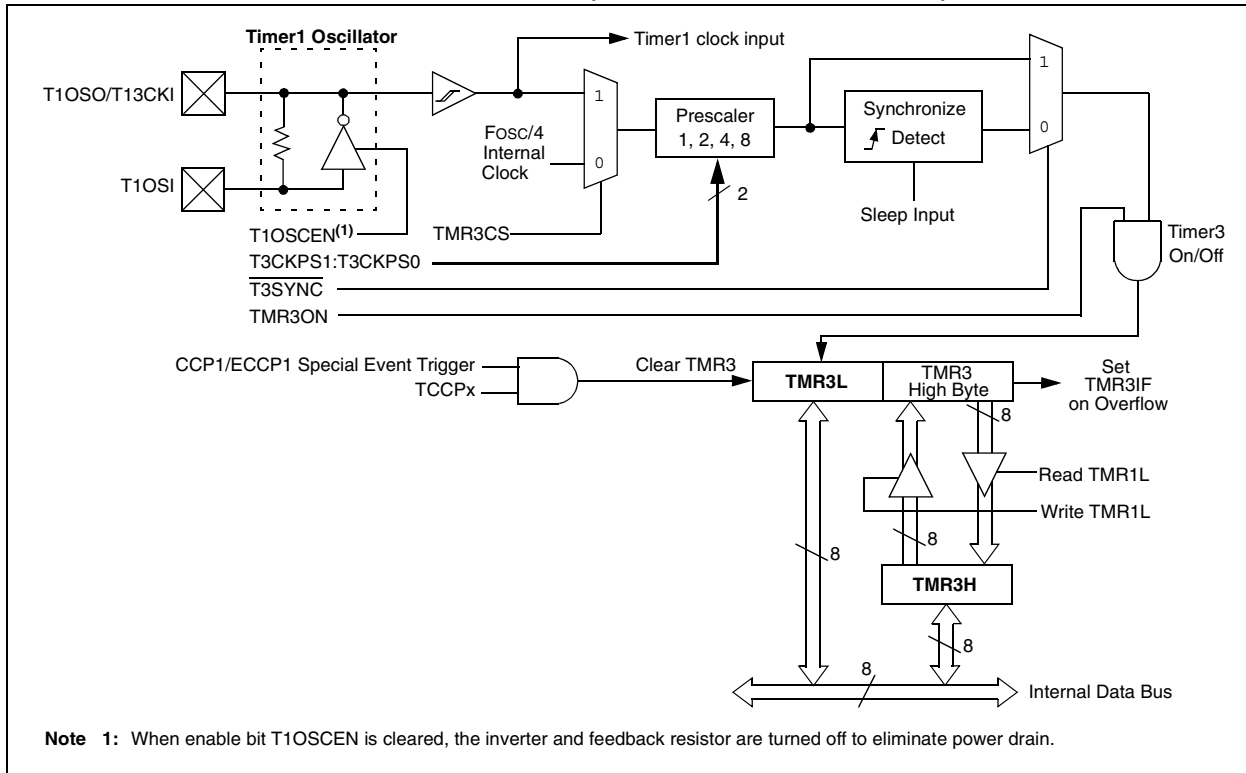 Timer1 Oscillator
Timer1 clock input
T1OSO/T13CKI
1
FOSC/4
Internal
Clock
0
Prescaler
1, 2, 4, 8
Synchronize
Detect
1
0
T1OSI
2
Sleep Input
T1OSCEN(1)
TMR3CS
Timer3
On/Off
T3CKPS1:T3CKPS0
T3SYNC
TMR3ON
CCP1/ECCP1 Special Event Trigger
TCCPx
Clear TMR3
TMR3L
TMR3
High Byte
Set
TMR3IF
on Overflow
8
Read TMR1L
Write TMR1L
8
8
TMR3H
8
8
Internal Data Bus
Note 1: When enable bit T1OSCEN is cleared, the inverter and feedback resistor are turned off to eliminate power drain.